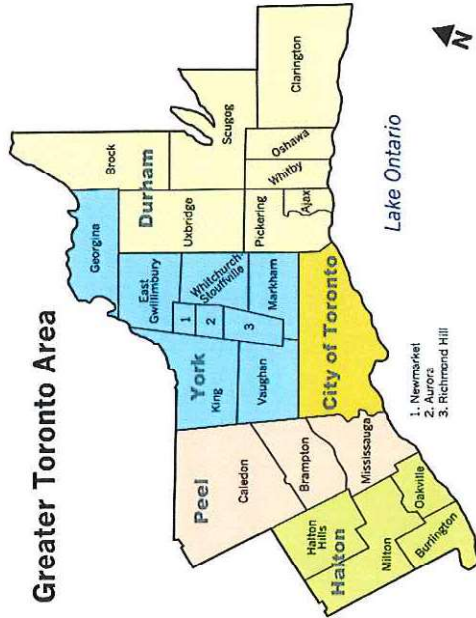 Greater Toronto Area
Georgina
Brock
Durham
Scugog
Uxbridge
East
Gwillimbury
Whitchurch-
Stouffville
York
King
1
2
3
Vaughan
Markham
Pickering
Ajax
Whitby
Oshawa
Clarington
Peel
Caledon
Brampton
Mississauga
City of Toronto
Halton
Halton
Hills
Milton
Oakville
Burlington
Lake Ontario
1. Newmarket
2. Aurora
3. Richmond Hill
N